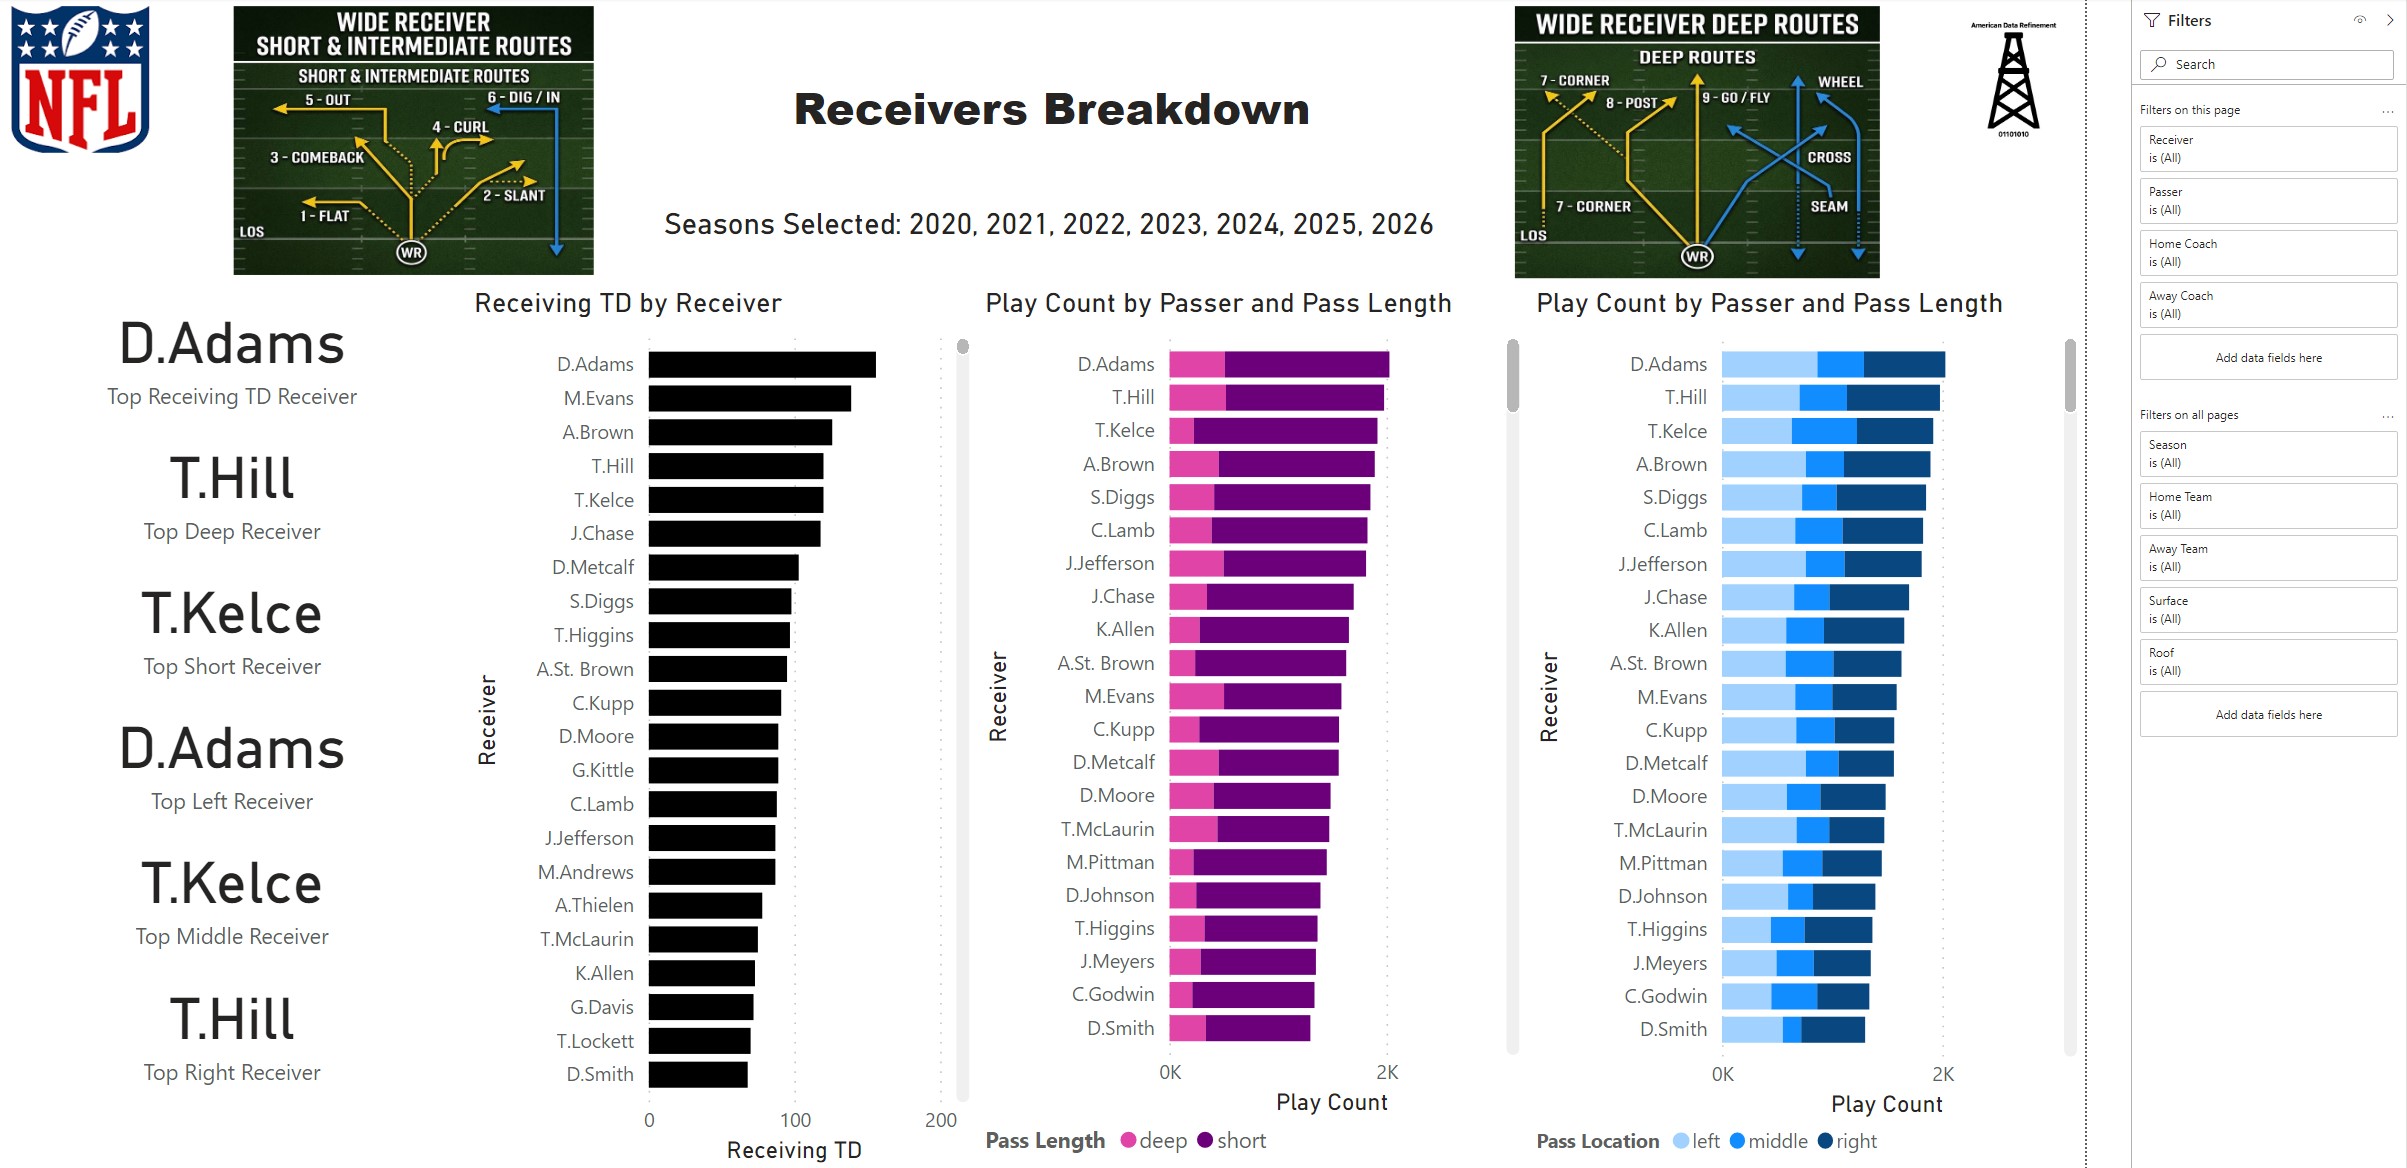 NFL
WIDE RECEIVER
SHORT & INTERMEDIATE ROUTES
SHORT & INTERMEDIATE ROUTES
5 - OUT
6 - DIG / IN
4 - CURL
3 - COMEBACK
2 - SLANT
1 - FLAT
LOS
WR
Receivers Breakdown
Seasons Selected: 2020, 2021, 2022, 2023, 2024, 2025, 2026
WIDE RECEIVER DEEP ROUTES
DEEP ROUTES
7 - CORNER
8 - POST
9 - GO / FLY
WHEEL
CROSS
7 - CORNER
SEAM
LOS
WR
American Data Refinement
01101010
D.Adams
Top Receiving TD Receiver
T.Hill
Top Deep Receiver
T.Kelce
Top Short Receiver
D.Adams
Top Left Receiver
T.Kelce
Top Middle Receiver
T.Hill
Top Right Receiver
Receiving TD by Receiver
Receiver
D.Adams
M.Evans
A.Brown
T.Hill
T.Kelce
J.Chase
D.Metcalf
S.Diggs
T.Higgins
A.St. Brown
C.Kupp
D.Moore
G.Kittle
C.Lamb
J.Jefferson
M.Andrews
A.Thielen
T.McLaurin
K.Allen
G.Davis
T.Lockett
D.Smith
0 100 200
Receiving TD
Play Count by Passer and Pass Length
Receiver
D.Adams
T.Hill
T.Kelce
A.Brown
S.Diggs
C.Lamb
J.Jefferson
J.Chase
K.Allen
A.St. Brown
M.Evans
C.Kupp
D.Metcalf
D.Moore
T.McLaurin
M.Pittman
D.Johnson
T.Higgins
J.Meyers
C.Godwin
D.Smith
0K 2K
Play Count
Pass Length deep short
Play Count by Passer and Pass Length
Receiver
D.Adams
T.Hill
T.Kelce
A.Brown
S.Diggs
C.Lamb
J.Jefferson
J.Chase
K.Allen
A.St. Brown
M.Evans
C.Kupp
D.Metcalf
D.Moore
T.McLaurin
M.Pittman
D.Johnson
T.Higgins
J.Meyers
C.Godwin
D.Smith
0K 2K
Play Count
Pass Location left middle right
Filters
Search
Filters on this page ...
Receiver
is (All)
Passer
is (All)
Home Coach
is (All)
Away Coach
is (All)
Add data fields here
Filters on all pages ...
Season
is (All)
Home Team
is (All)
Away Team
is (All)
Surface
is (All)
Roof
is (All)
Add data fields here